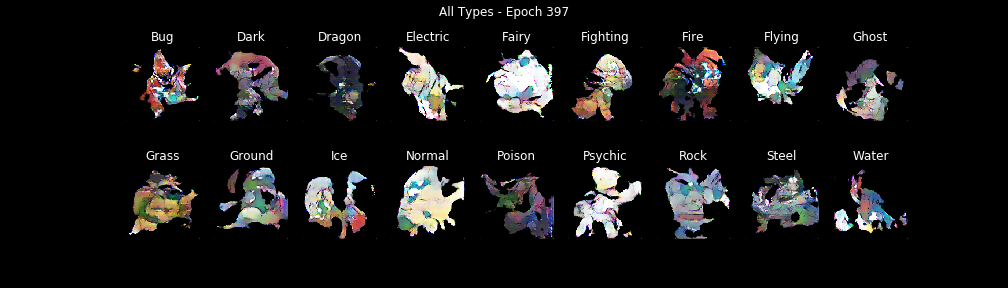 All Types - Epoch 397
Bug Dark Dragon Electric Fairy Fighting Fire Flying Ghost
Grass Ground Ice Normal Poison Psychic Rock Steel Water